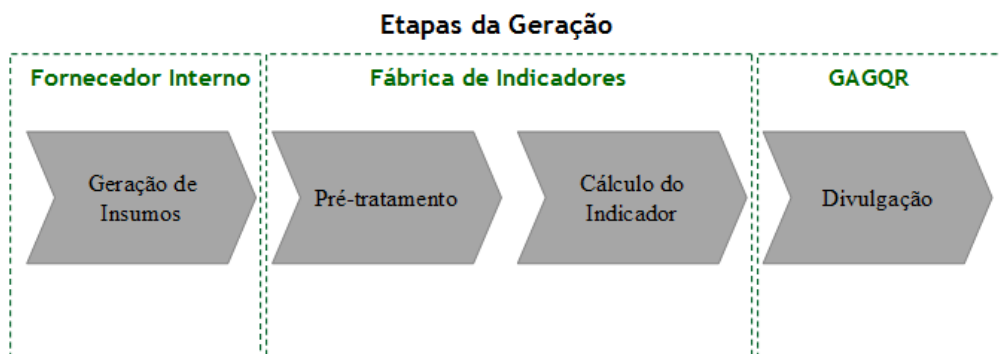 Etapas da Geração
Fornecedor Interno
Fábrica de Indicadores
GAGQR
Geração de
Insumos
Pré-tratamento
Cálculo do
Indicador
Divulgação